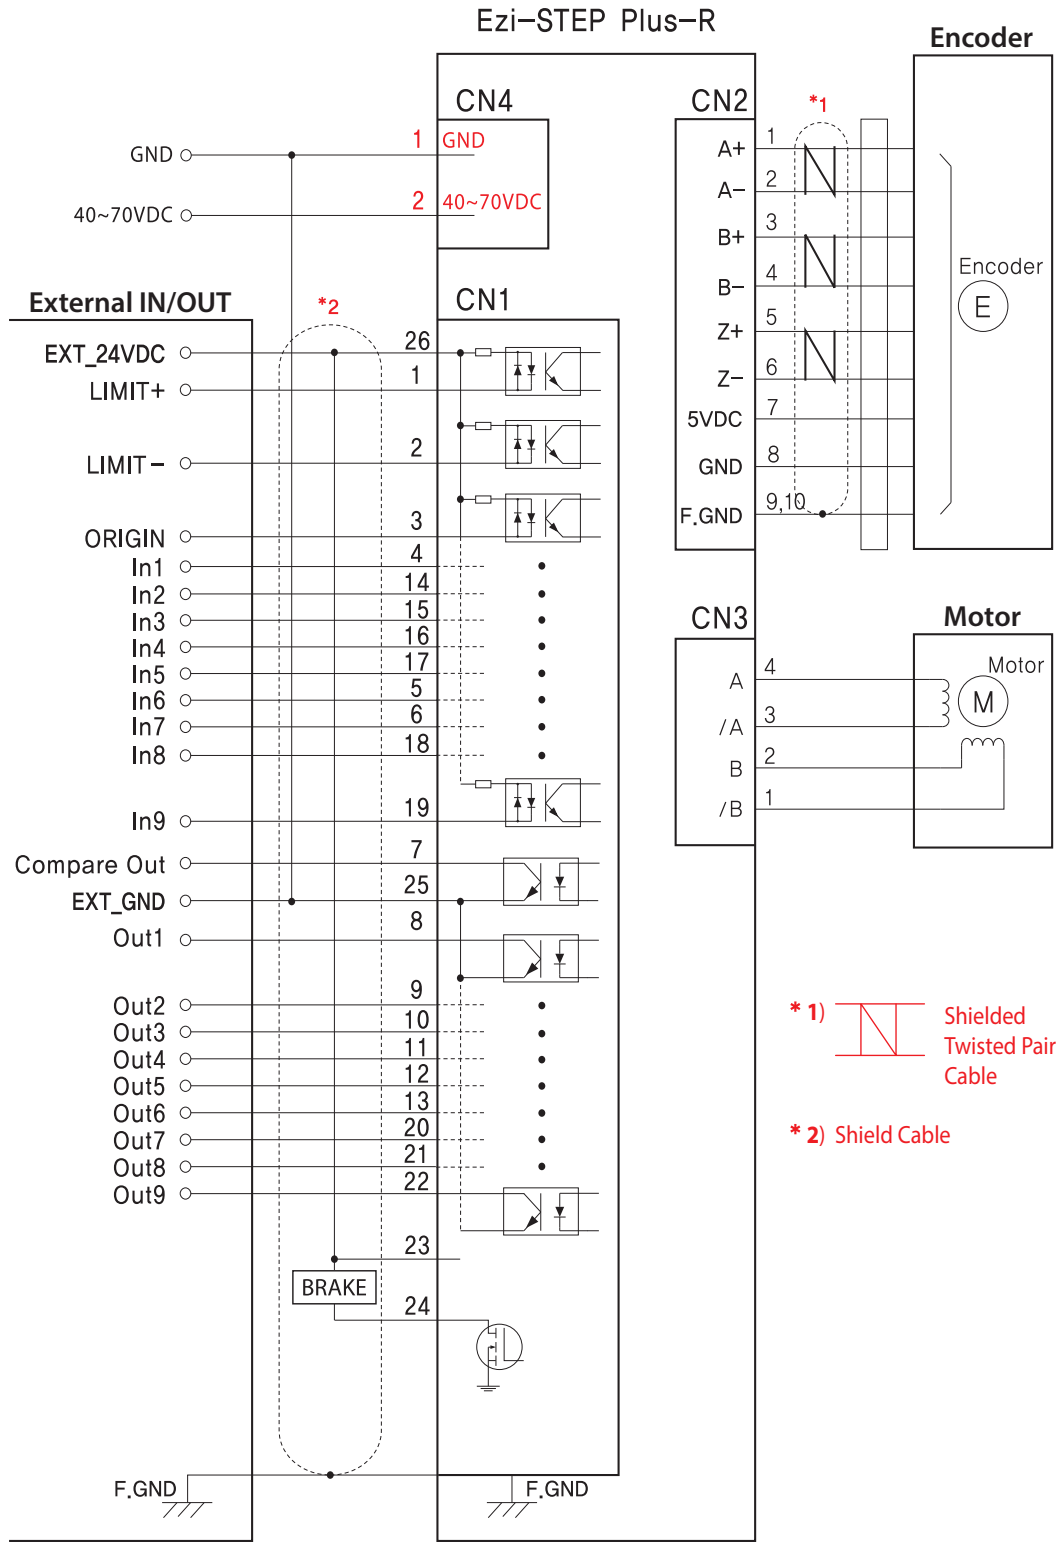 Ezi-STEP Plus-R
Encoder
CN4
CN2
*1
GND
1
GND
40~70VDC
2
40~70VDC
A+
1
A-
2
B+
3
B-
4
Z+
5
Z-
6
5VDC
7
GND
8
F.GND
9,10
Encoder
E
External IN/OUT
*2
CN1
EXT_24VDC
26
LIMIT+
1
LIMIT-
2
ORIGIN
3
In1
4
In2
14
In3
15
In4
16
In5
17
In6
5
In7
6
In8
18
In9
19
Compare Out
7
EXT_GND
25
Out1
8
Out2
9
Out3
10
Out4
11
Out5
12
Out6
13
Out7
20
Out8
21
Out9
22
23
BRAKE
24
F.GND
F.GND
CN3
Motor
A
4
/A
3
B
2
/B
1
Motor
M
* 1)
Shielded
Twisted Pair
Cable
* 2) Shield Cable